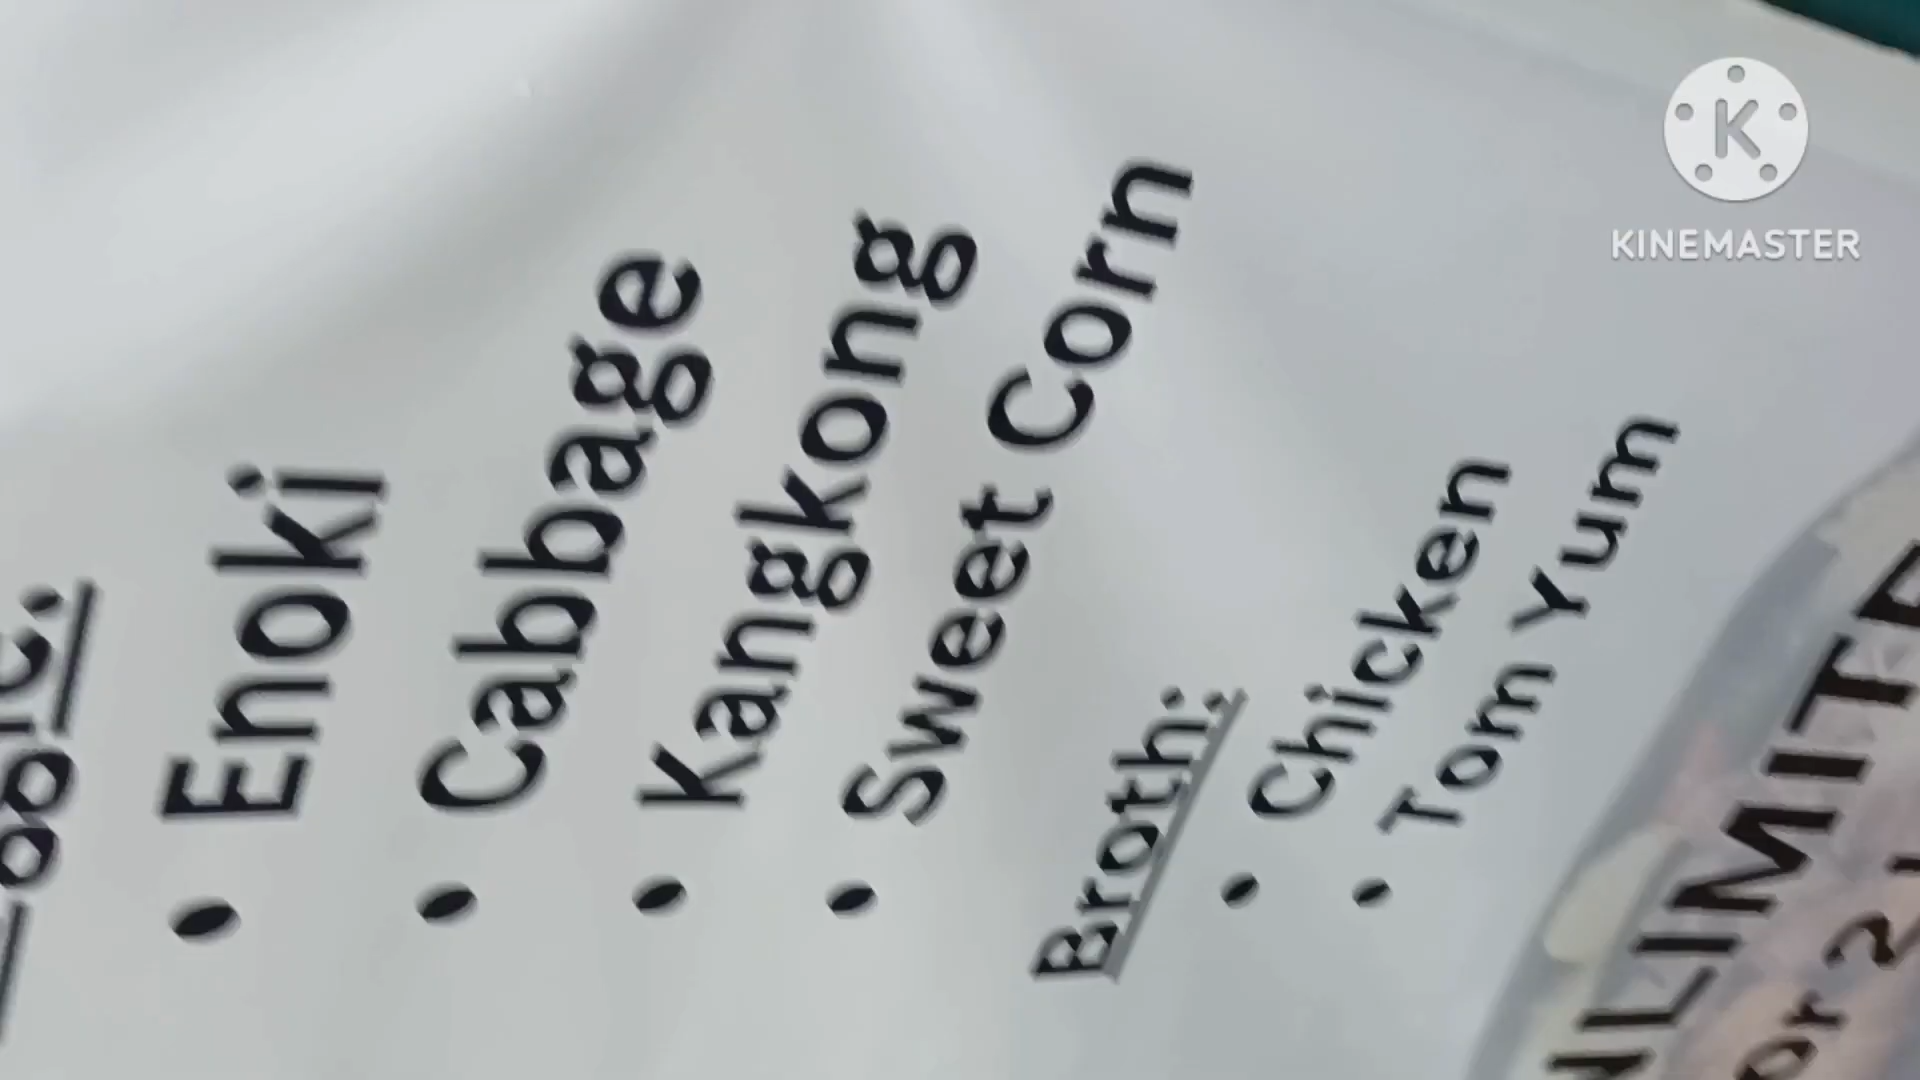 • Enoki
• Cabbage
• Kangkong
• Sweet Corn
Broth:
• Chicken
• Tom Yum
KINEMASTER